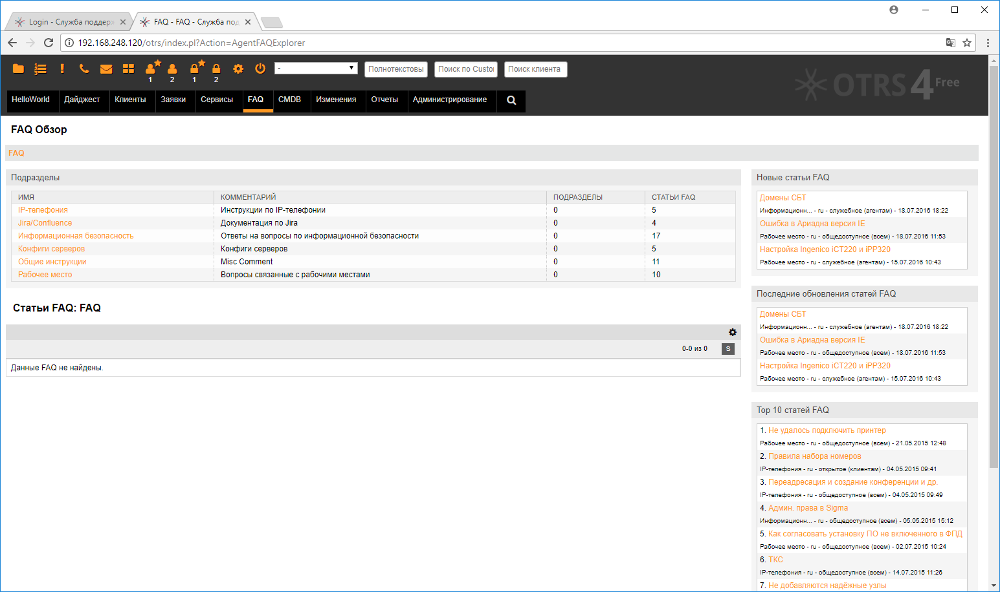 Login - Служба поддерж
FAQ - FAQ - Служба под
192.168.248.120/otrs/index.pl?Action=AgentFAQExplorer
1 2 1 2
-
Полнотекстовы
Поиск по Custor
Поиск клиента
OTRS 4 Free
HelloWorld
Дайджест
Клиенты
Заявки
Сервисы
FAQ
CMDB
Изменения
Отчеты
Администрирование
FAQ Обзор
FAQ
Подразделы
ИМЯ КОММЕНТАРИЙ ПОДРАЗДЕЛЫ СТАТЬИ FAQ
IP-телефония Инструкции по IP-телефонии 0 5
Jira/Confluence Документация по Jira 0 4
Информационная безопасность Ответы на вопросы по информационной безопасности 0 17
Конфиги серверов Конфиги серверов 0 5
Общие инструкции Misc Comment 0 11
Рабочее место Вопросы связанные с рабочими местами 0 10
Статьи FAQ: FAQ
0-0 из 0 S
Данные FAQ не найдены.
Новые статьи FAQ
Домены СБТ
Информационн... - ru - служебное (агентам) - 18.07.2016 18:22
Ошибка в Ариадна версия IE
Рабочее место - ru - общедоступное (всем) - 18.07.2016 11:53
Настройка Ingenico iCT220 и iPP320
Рабочее место - ru - служебное (агентам) - 15.07.2016 10:43
Последние обновления статей FAQ
Домены СБТ
Информационн... - ru - служебное (агентам) - 18.07.2016 18:22
Ошибка в Ариадна версия IE
Рабочее место - ru - общедоступное (всем) - 18.07.2016 11:53
Настройка Ingenico iCT220 и iPP320
Рабочее место - ru - служебное (агентам) - 15.07.2016 10:43
Top 10 статей FAQ
1. Не удалось подключить принтер
Рабочее место - ru - общедоступное (всем) - 21.05.2015 12:48
2. Правила набора номеров
IP-телефония - ru - открытое (клиентам) - 04.05.2015 09:41
3. Переадресация и создание конференции и др.
IP-телефония - ru - общедоступное (всем) - 04.05.2015 09:49
4. Админ. права в Sigma
Информационн... - ru - общедоступное (всем) - 05.05.2015 15:12
5. Как согласовать установку ПО не включенного в ФПД
Рабочее место - ru - общедоступное (всем) - 02.07.2015 10:24
6. ТКС
IP-телефония - ru - общедоступное (всем) - 14.07.2015 11:26
7. Не добавляются надёжные узлы